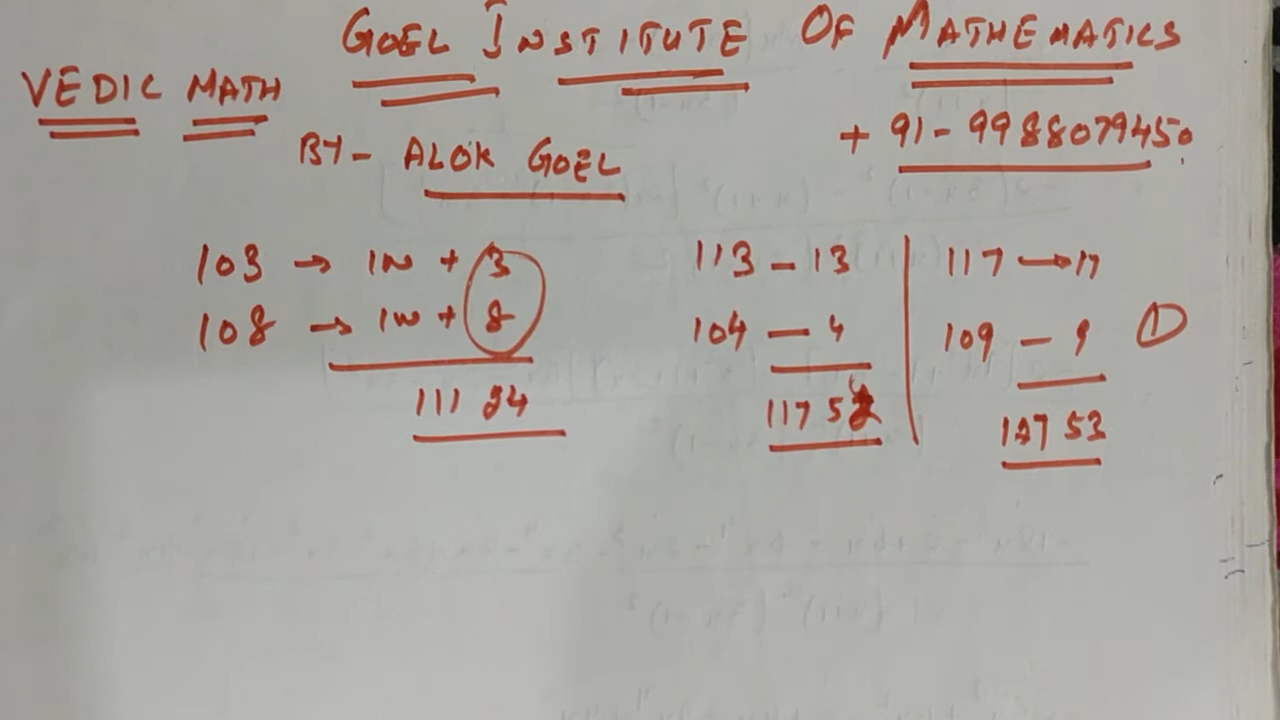 GOEL INSTITUTE OF MATHEMATICS
VEDIC MATH
BY - ALOK GOEL
+ 91 - 9988079450
103 → 100 + 3
108 → 100 + 8
111 24
113 - 13
104 - 4
117 52
117 → 17
109 - 9
①
127 53